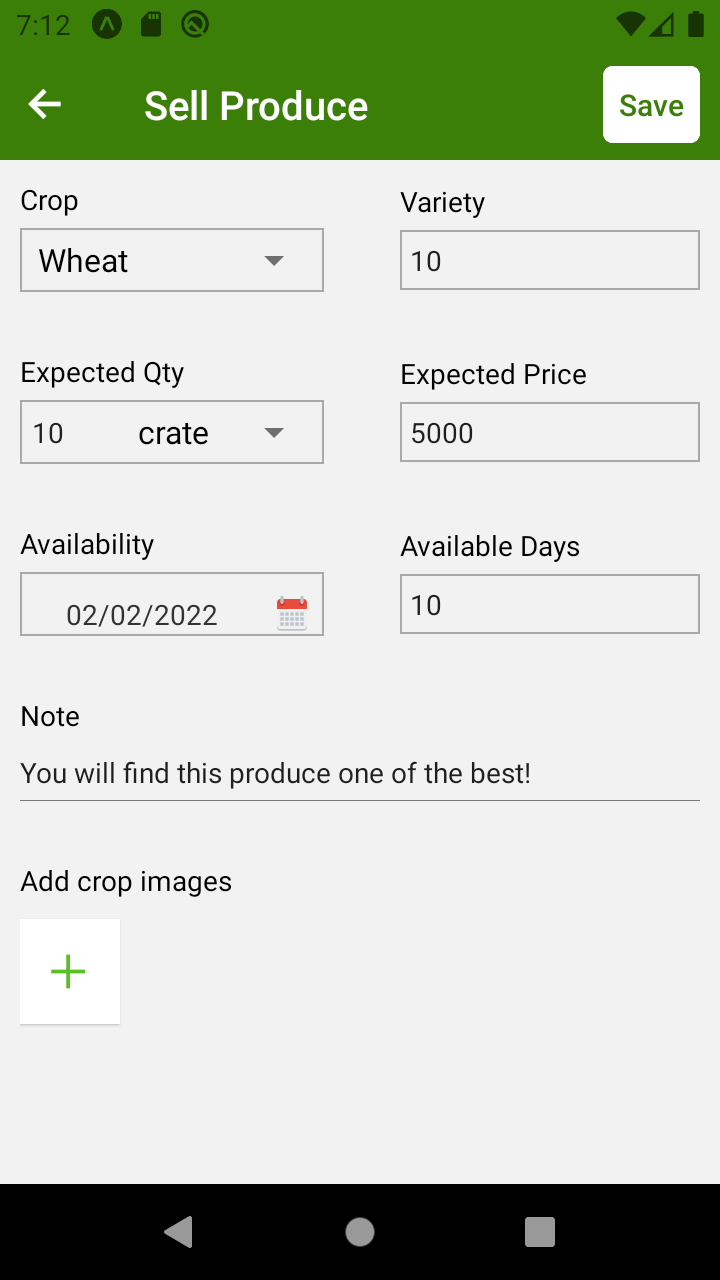 7:12
Sell Produce
Save
Crop
Variety
Wheat
10
Expected Qty
Expected Price
10 crate
5000
Availability
Available Days
02/02/2022
10
Note
You will find this produce one of the best!
Add crop images